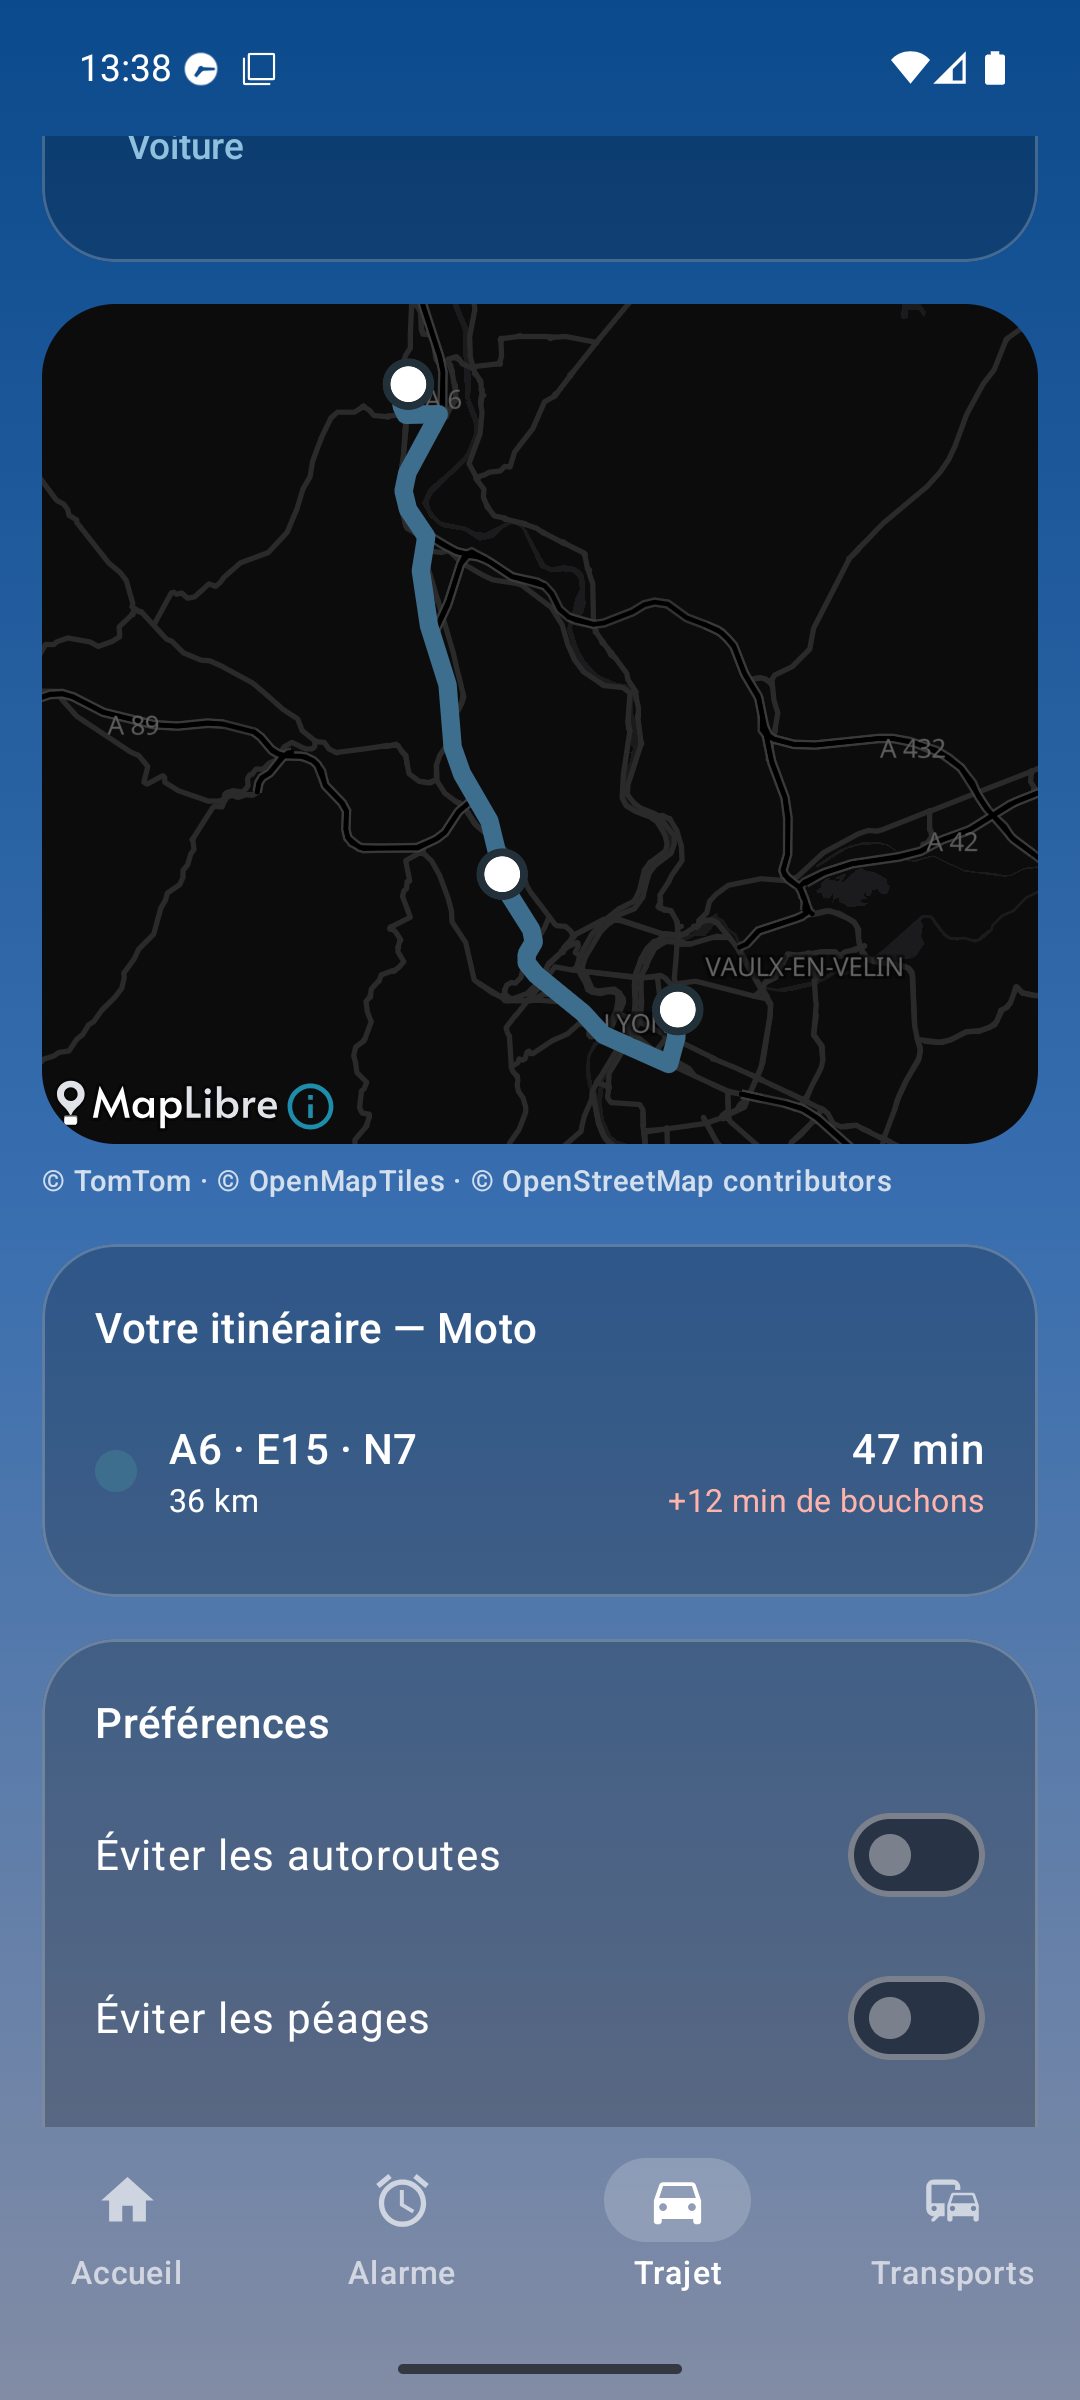 13:38
Voiture
A 6
A 89
A 432
A 42
VAULX-EN-VELIN
MapLibre
© TomTom · © OpenMapTiles · © OpenStreetMap contributors
Votre itinéraire — Moto
A6 · E15 · N7
47 min
36 km
+12 min de bouchons
Préférences
Éviter les autoroutes
Éviter les péages
Accueil
Alarme
Trajet
Transports